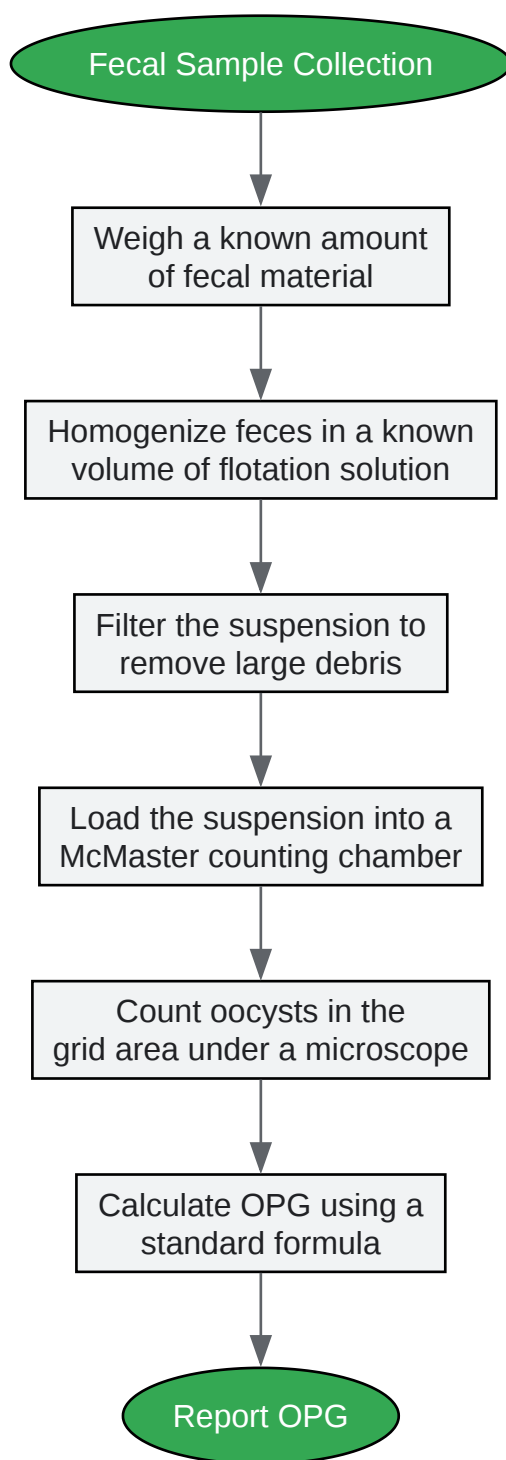 Fecal Sample Collection
Weigh a known amount
of fecal material
Homogenize feces in a known
volume of flotation solution
Filter the suspension to
remove large debris
Load the suspension into a
McMaster counting chamber
Count oocysts in the
grid area under a microscope
Calculate OPG using a
standard formula
Report OPG